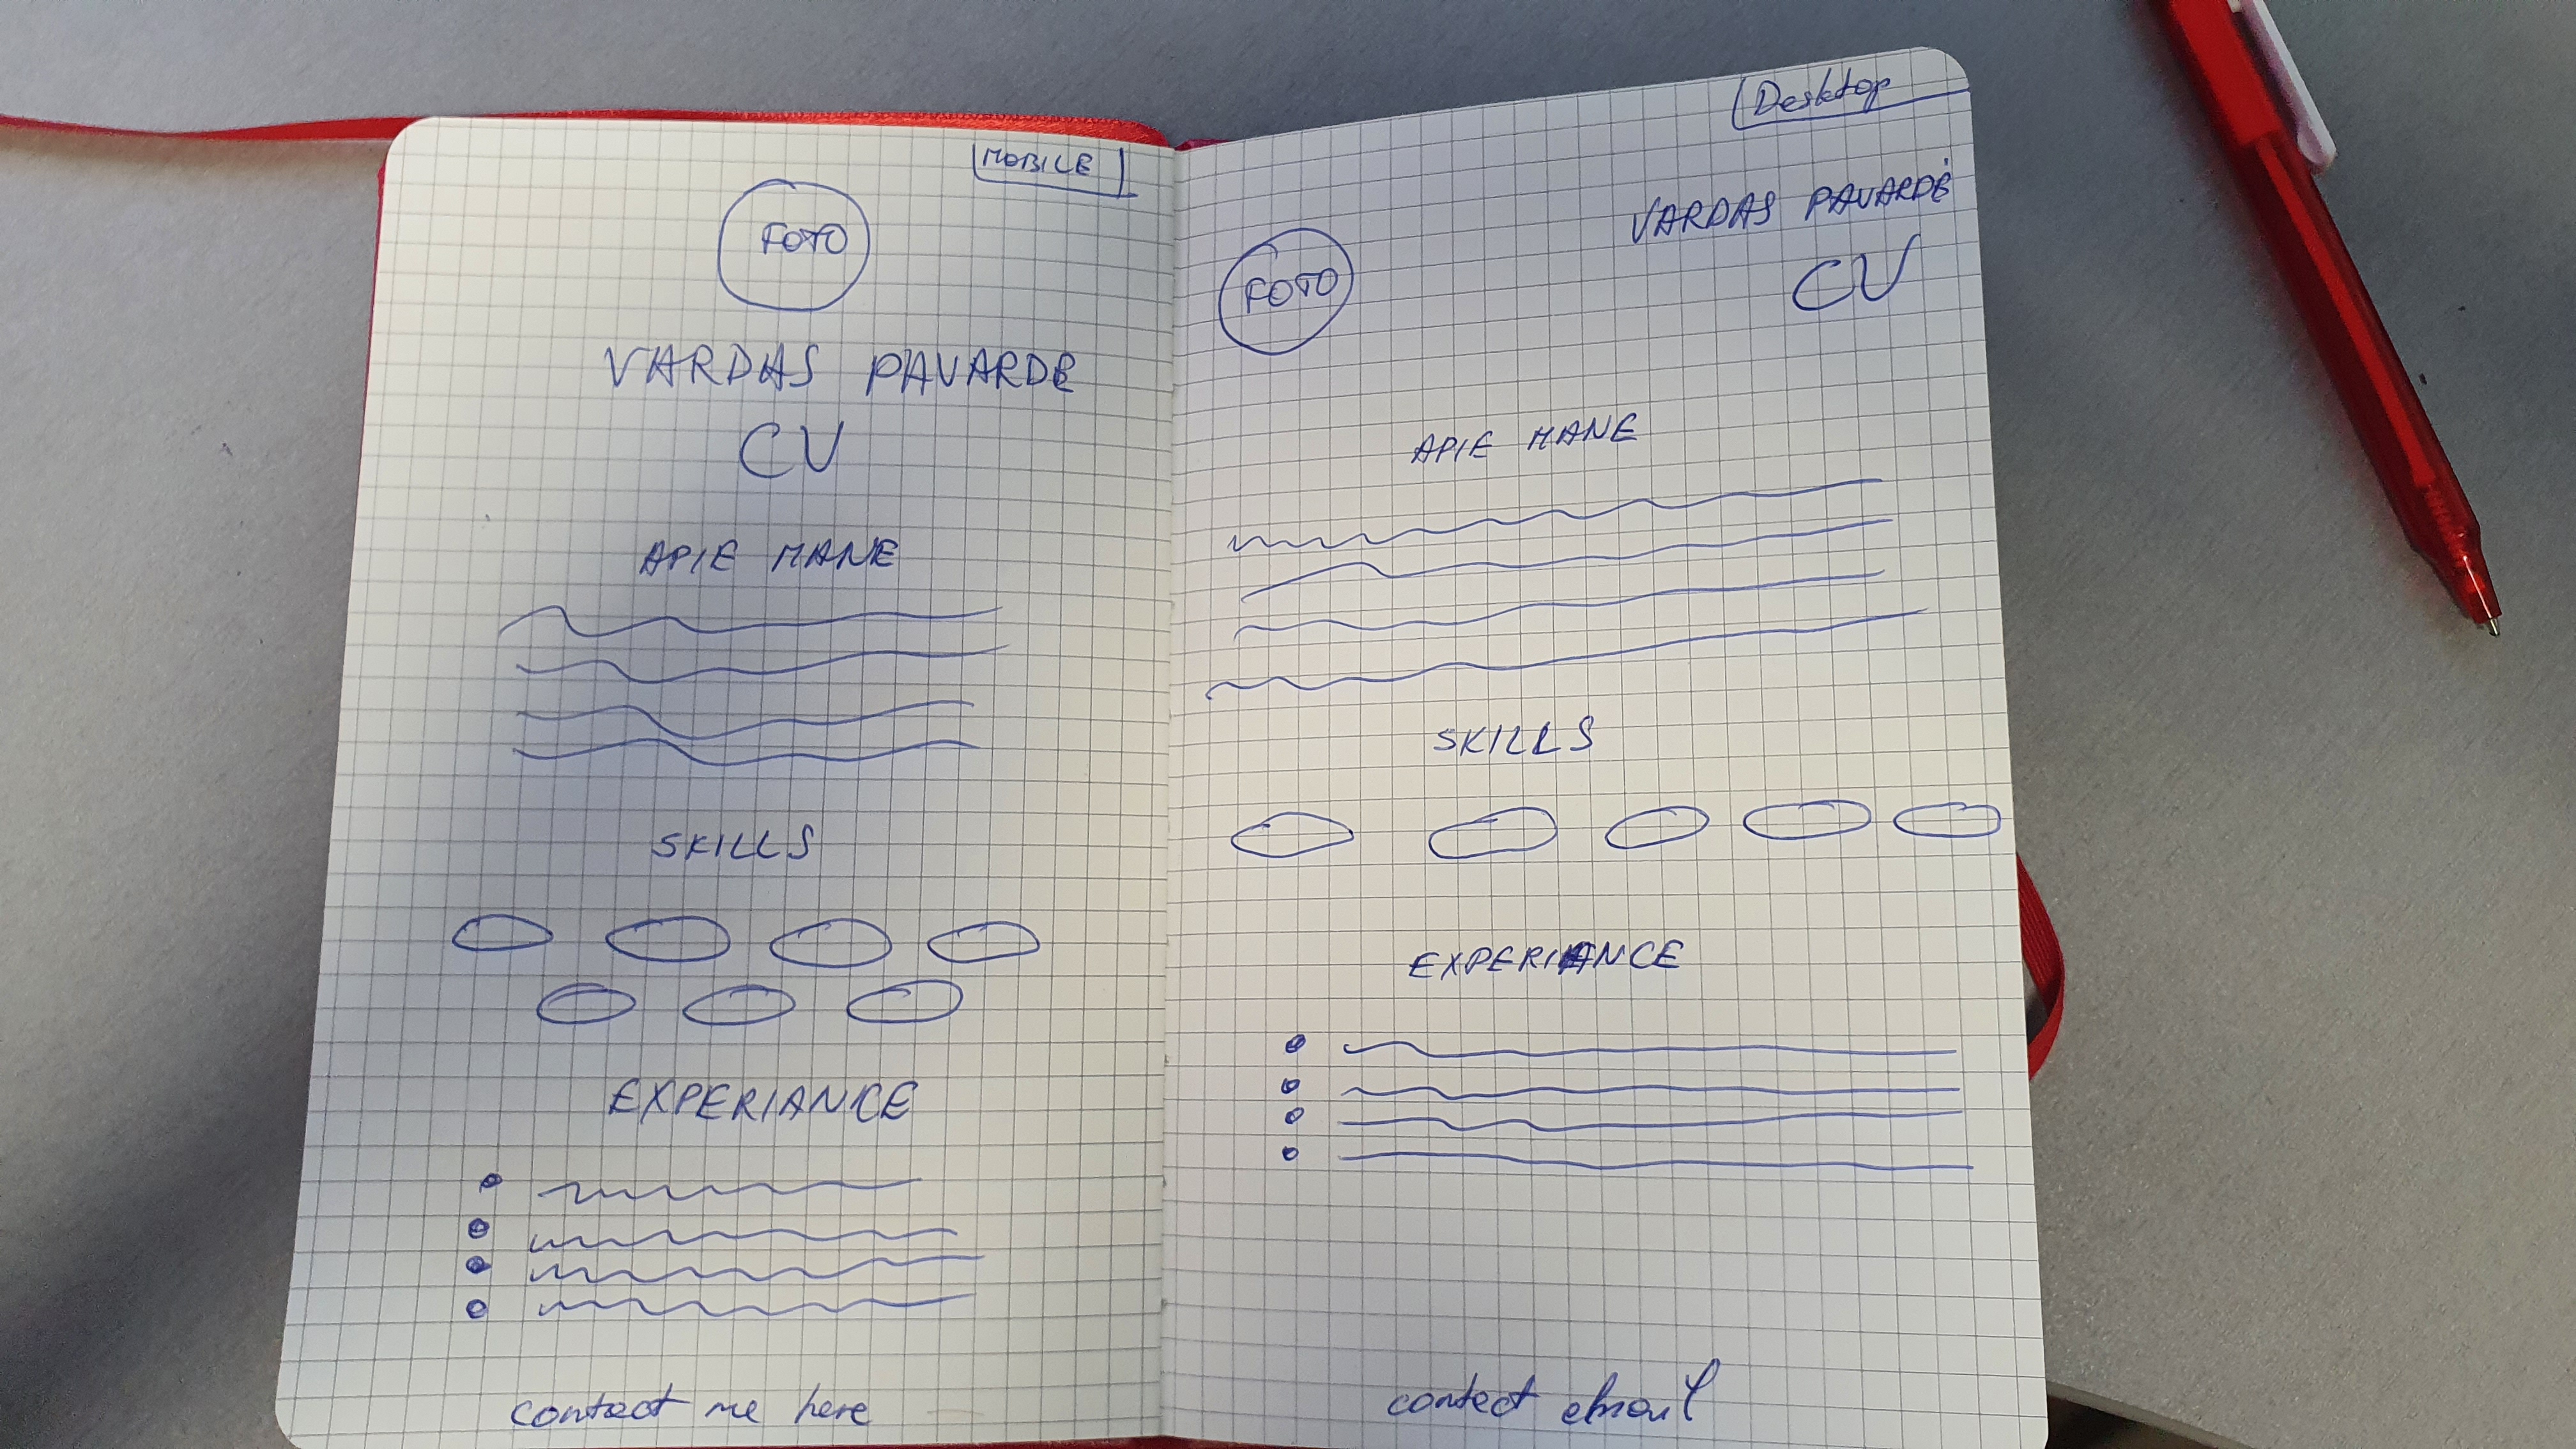 MOBILE
FOTO
VARDAS PAVARDE
CV
APIE MANE
SKILLS
EXPERIANCE
Contact me here
Desktop
VARDAS PAVARDĖ
CV
FOTO
APIE MANE
SKILLS
EXPERIANCE
contact email